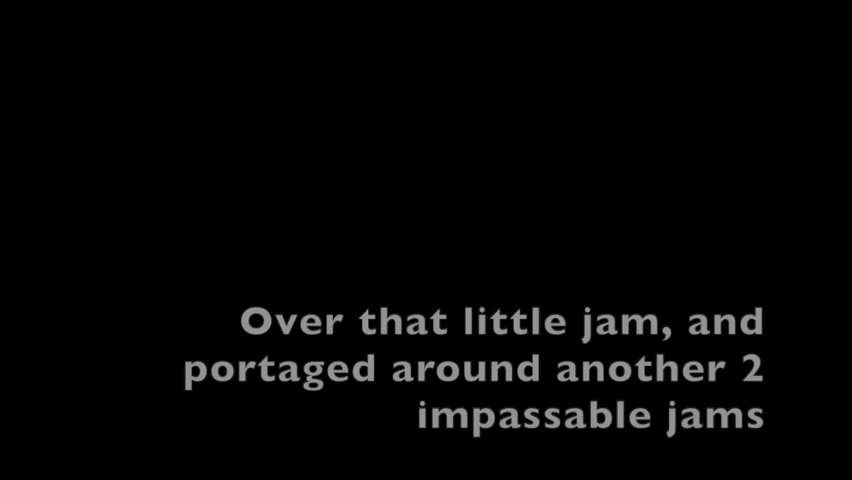 Over that little jam, and
portaged around another 2
impassable jams